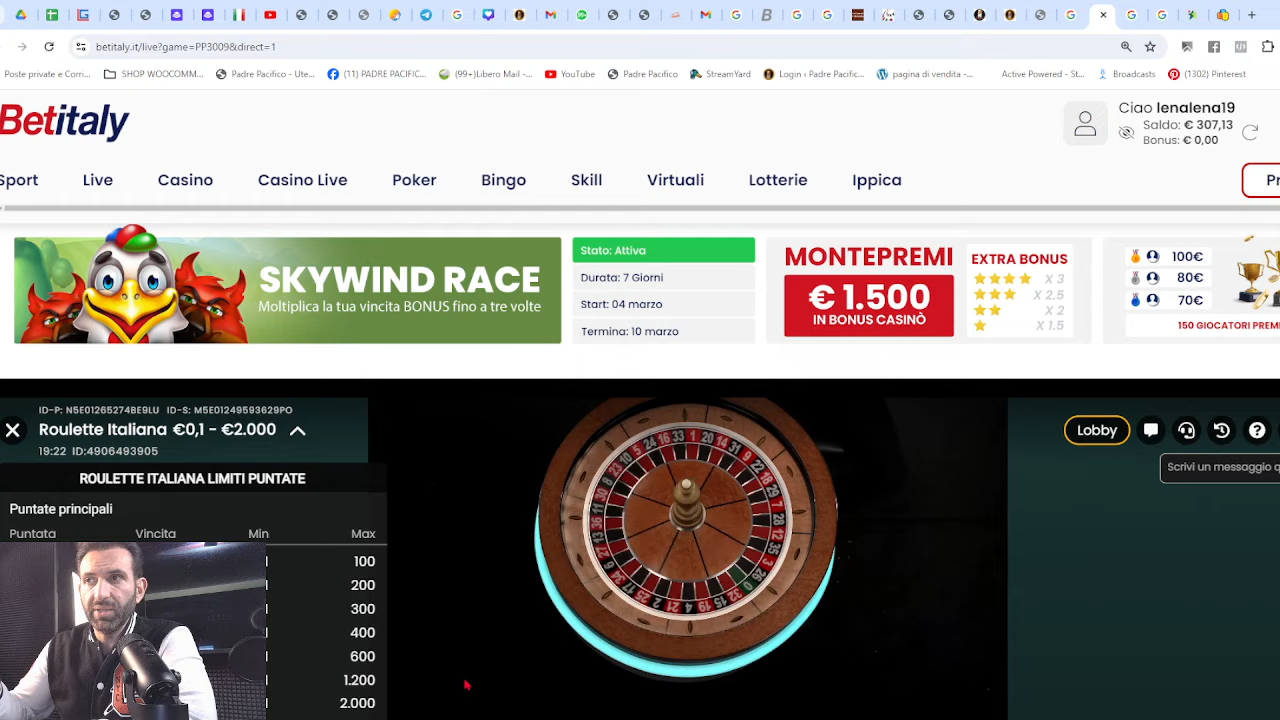 betitaly.it/live?game=PP3009&direct=1
Poste private e Corri... SHOP WOOCOMM... Padre Pacifico - Ute... (11) PADRE PACIFIC... (99+)Libero Mail -... YouTube Padre Pacifico StreamYard Login ‹ Padre Pacific... pagina di vendita -... Active Powered - St... Broadcasts (1302) Pinterest
Betitaly
Ciao lenalena19
Saldo: € 307,13
Bonus: € 0,00
Sport Live Casino Casino Live Poker Bingo Skill Virtuali Lotterie Ippica Pr
SKYWIND RACE
Moltiplica la tua vincita BONUS fino a tre volte
Stato: Attiva
Durata: 7 Giorni
Start: 04 marzo
Termina: 10 marzo
MONTEPREMI
€ 1.500
IN BONUS CASINÒ
EXTRA BONUS
X 3
X 2.5
X 2
X 1.5
100€
80€
70€
150 GIOCATORI PREMI
ID-P: N5E01265274BE9LU ID-S: M5E01249593629PO
Roulette Italiana €0,1 - €2.000
19:22 ID:4906493905
Lobby
Scrivi un messaggio q
ROULETTE ITALIANA LIMITI PUNTATE
Puntate principali
Puntata Vincita Min Max
100
200
300
400
600
1.200
2.000